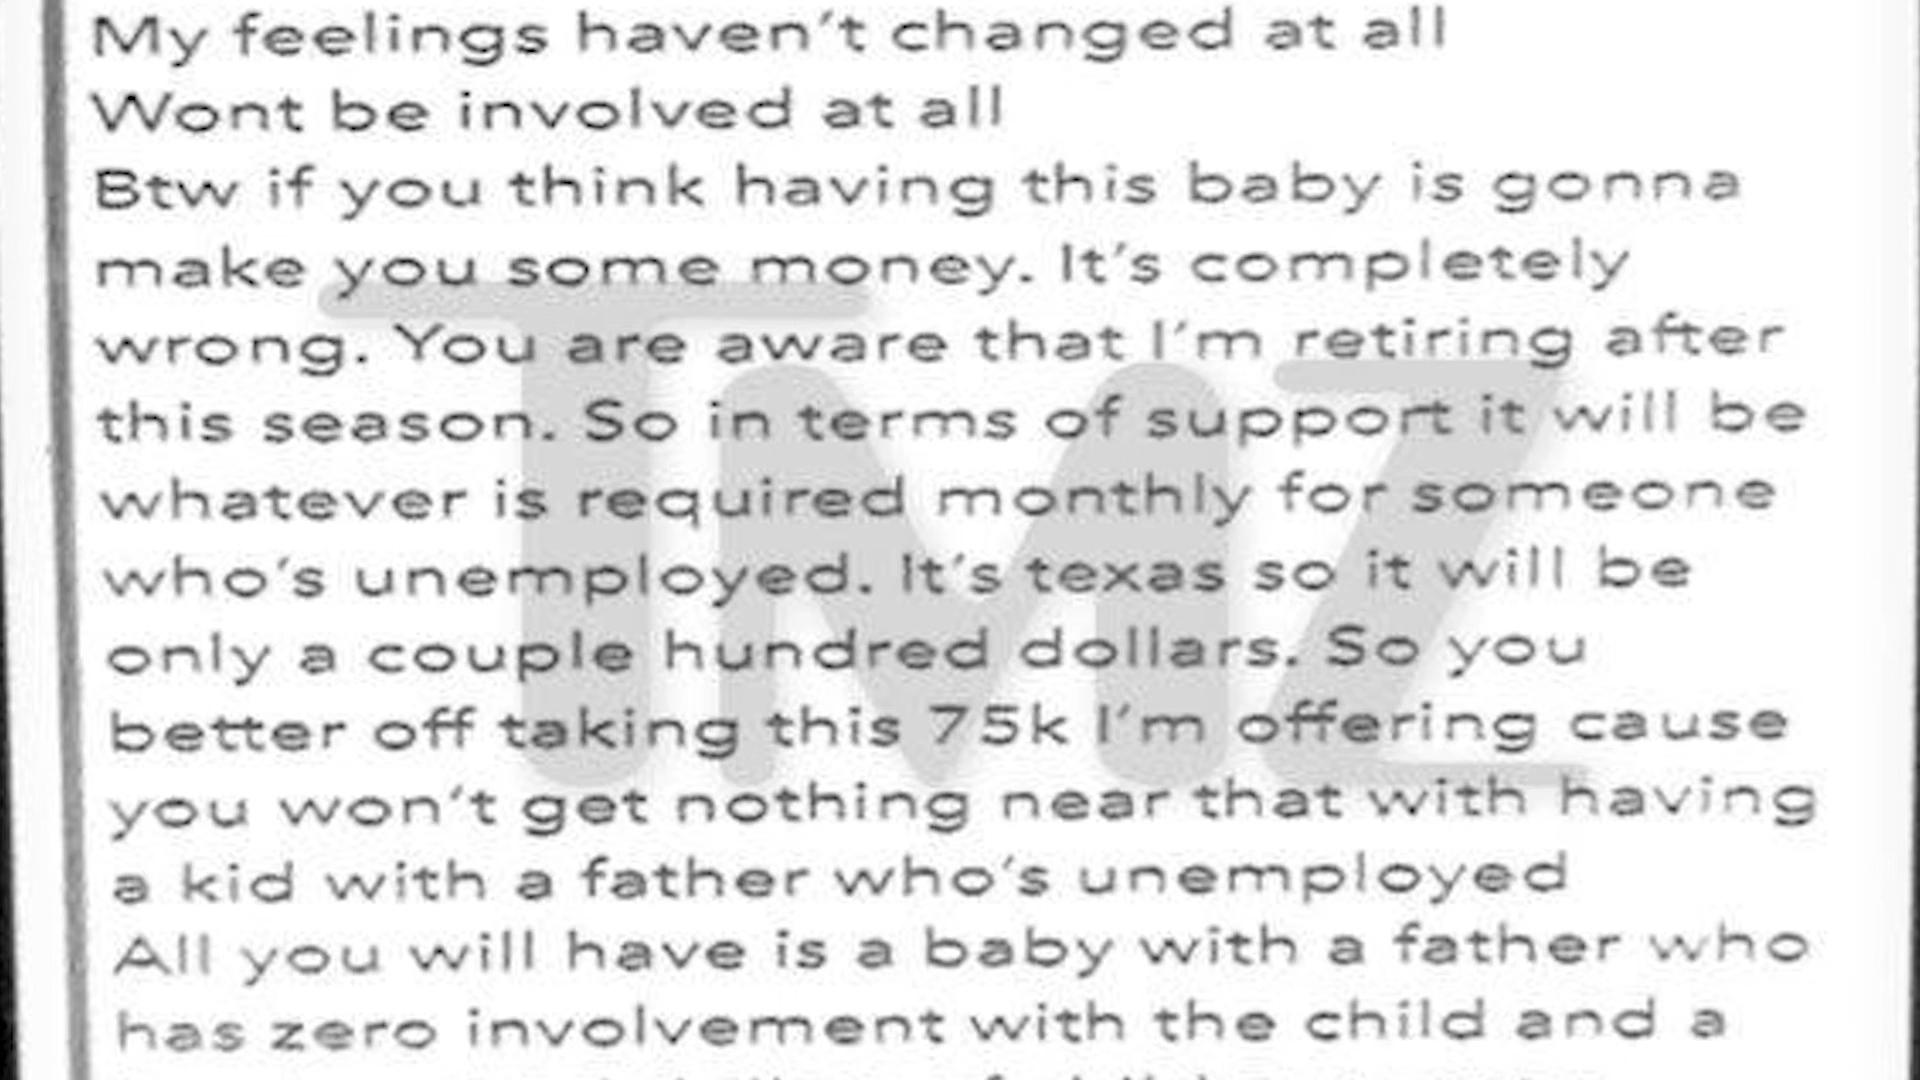 My feelings haven't changed at all
Wont be involved at all
Btw if you think having this baby is gonna
make you some money. It's completely
wrong. You are aware that I'm retiring after
this season. So in terms of support it will be
whatever is required monthly for someone
who's unemployed. It's texas so it will be
only a couple hundred dollars. So you
better off taking this 75k I'm offering cause
you won't get nothing near that with having
a kid with a father who's unemployed
All you will have is a baby with a father who
has zero involvement with the child and a
TMZ